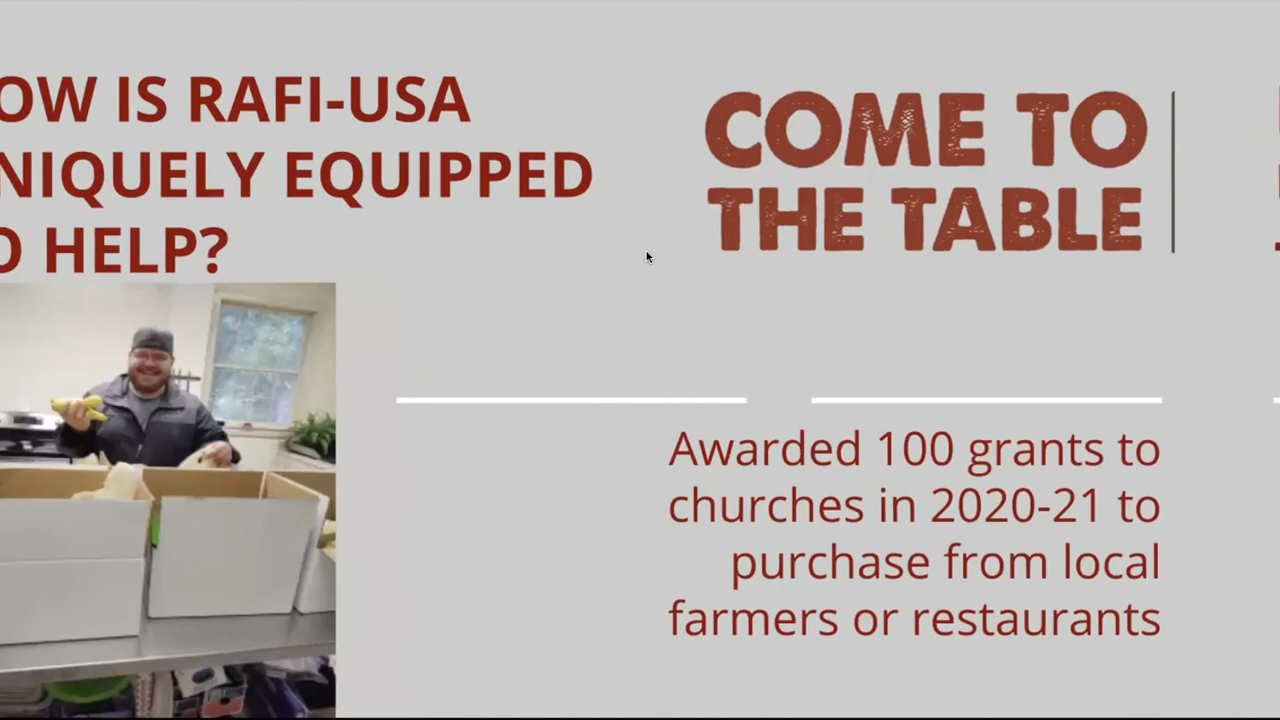 OW IS RAFI-USA
NIQUELY EQUIPPED
O HELP?
COME TO
THE TABLE
Awarded 100 grants to
churches in 2020-21 to
purchase from local
farmers or restaurants